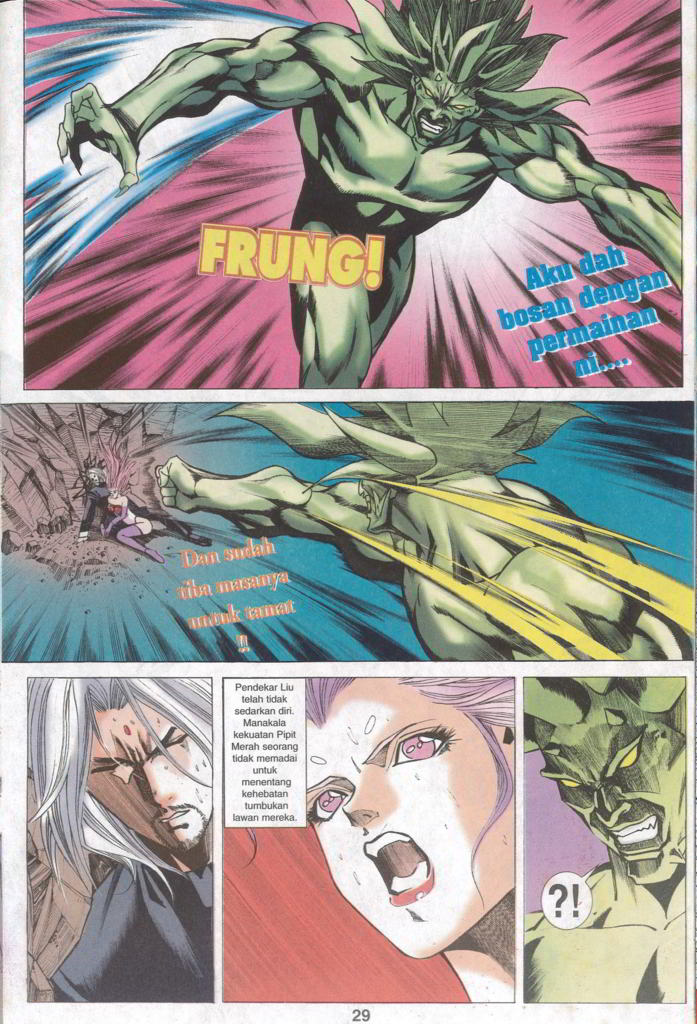 FRUNG!
Aku dah
bosan dengan
permainan
ni....
Dan sudah
tiba masanya
untuk tamat
!!
Pendekar Liu
telah tidak
sedarkan diri.
Manakala
kekuatan Pipit
Merah seorang
tidak memadai
untuk
menentang
kehebatan
tumbukan
lawan mereka.
?!
29